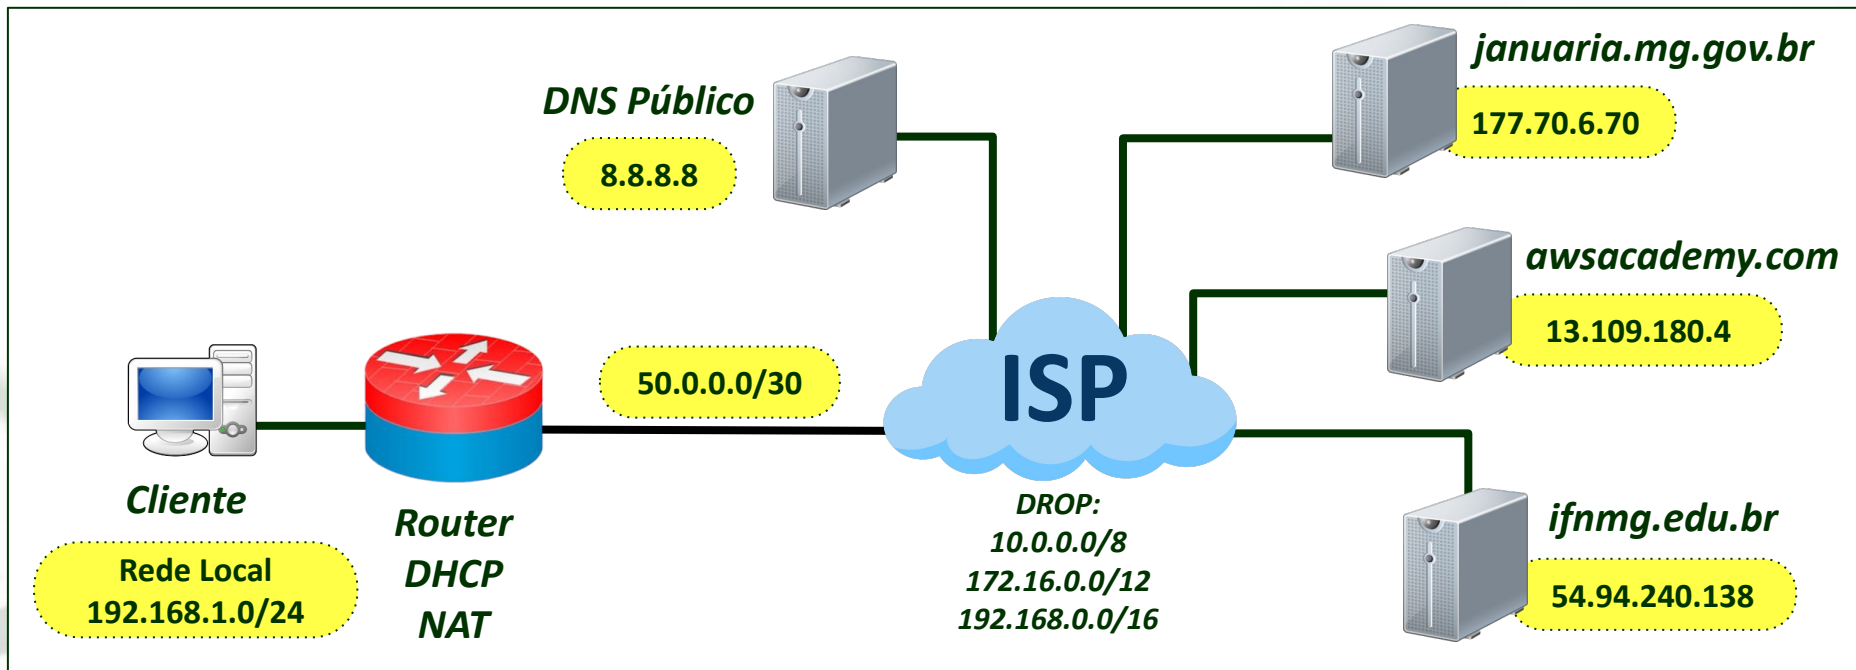 DNS Público
8.8.8.8
januaria.mg.gov.br
177.70.6.70
awsacademy.com
13.109.180.4
50.0.0.0/30
ISP
Cliente
Rede Local
192.168.1.0/24
Router
DHCP
NAT
DROP:
10.0.0.0/8
172.16.0.0/12
192.168.0.0/16
ifnmg.edu.br
54.94.240.138